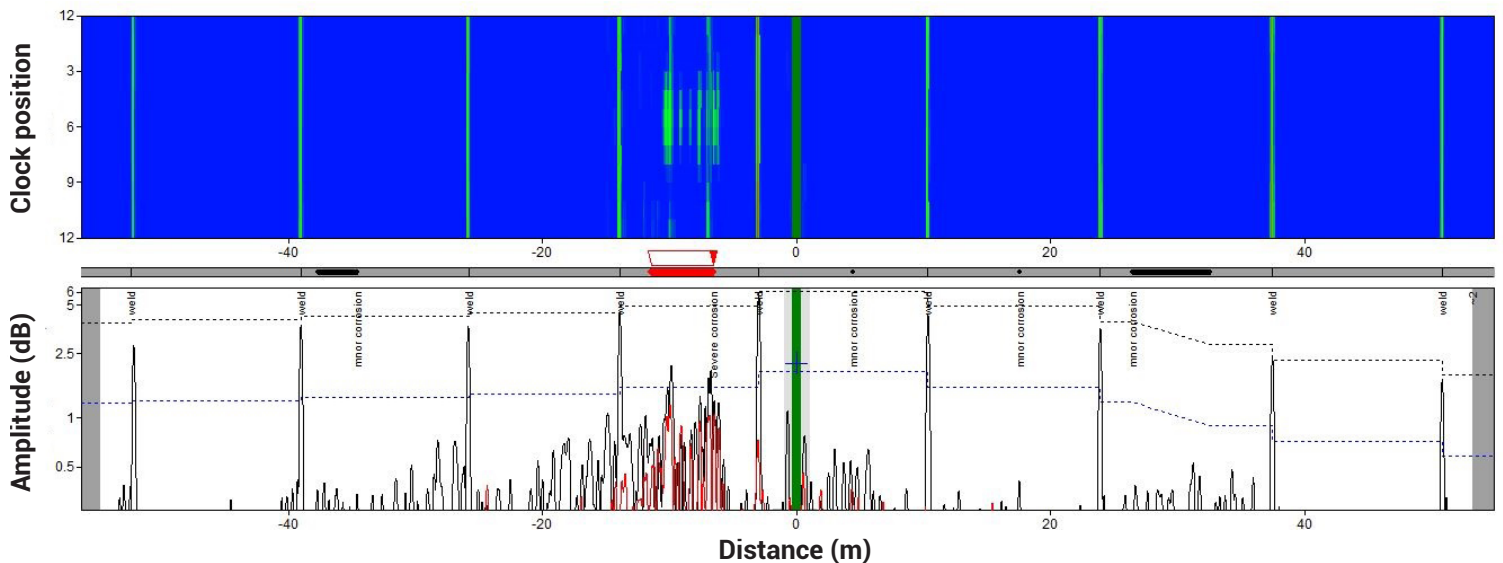 Clock position
12
3
6
9
12
-40 -20 0 20 40
Amplitude (dB)
6
5
2.5
1
0.5
weld
weld
mnor corrosion
weld
weld
Severe corrosion
weld
mnor corrosion
weld
mnor corrosion
weld
mnor corrosion
weld
weld
~2
-40 -20 0 20 40
Distance (m)